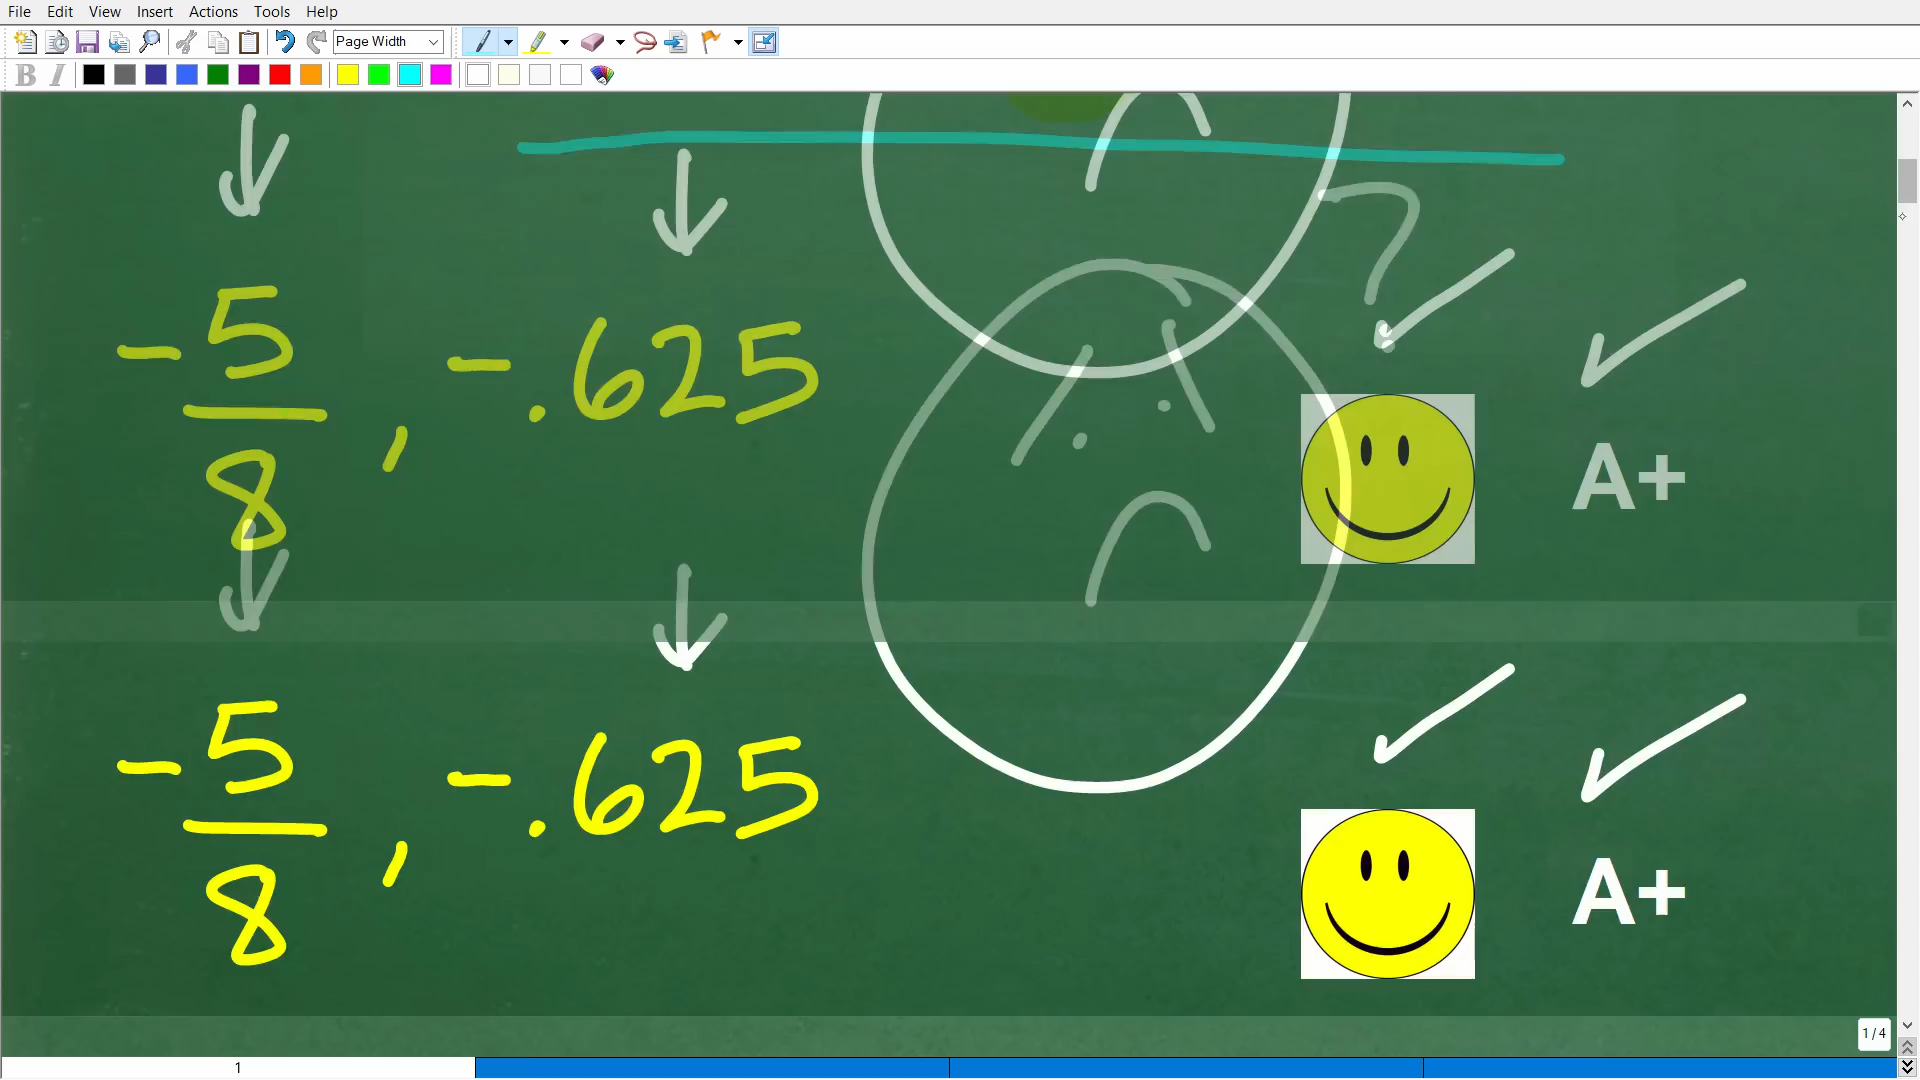 File Edit View Insert Actions Tools Help
Page Width
B I
?
-5/8 , -.625
A+
-5/8 , -.625
A+
1 / 4
1